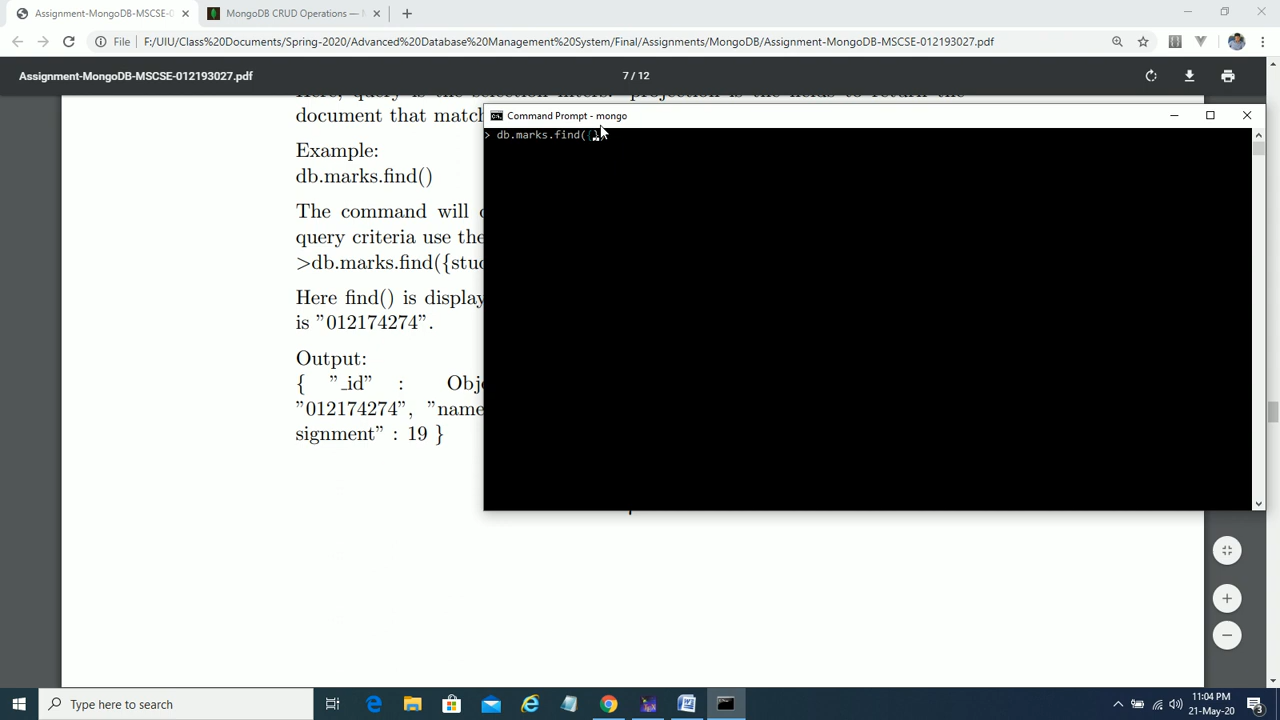 Assignment-MongoDB-MSCSE-0
MongoDB CRUD Operations —
File
F:/UIU/Class%20Documents/Spring-2020/Advanced%20Database%20Management%20System/Final/Assignments/MongoDB/Assignment-MongoDB-MSCSE-012193027.pdf
Assignment-MongoDB-MSCSE-012193027.pdf
7 / 12
document that match
Example:
db.marks.find()
The command will
query criteria use the
>db.marks.find({stud
Here find() is display
is ”012174274”.
Output:
{ ”_id” : Obje
”012174274”, ”name
signment” : 19 }
Command Prompt - mongo
> db.marks.find({}
Type here to search
11:04 PM
21-May-20
3